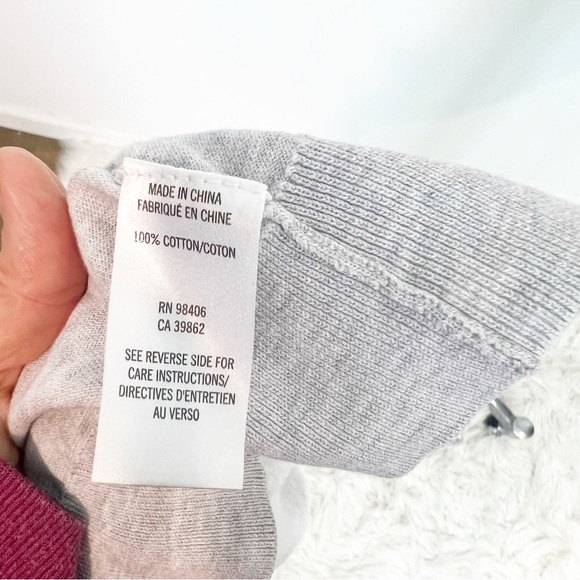 MADE IN CHINA
FABRIQUÉ EN CHINE
100% COTTON/COTON
RN 98406
CA 39862
SEE REVERSE SIDE FOR
CARE INSTRUCTIONS/
DIRECTIVES D'ENTRETIEN
AU VERSO